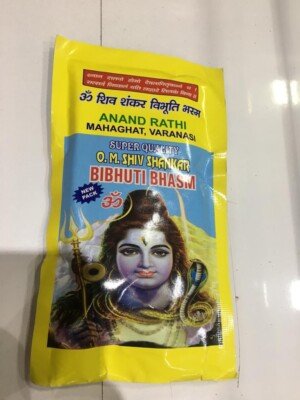 ॐ शिव शंकर विभूति भस्म
ANAND RATHI
MAHAGHAT, VARANASI
SUPER QUALITY
O.M. SHIV SHANKAR
BIBHUTI BHASM
NEW PACK
ॐ